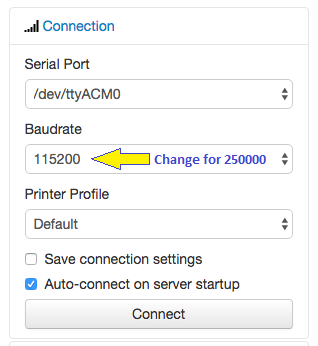 Connection
Serial Port
/dev/ttyACM0
Baudrate
115200 Change for 250000
Printer Profile
Default
Save connection settings
Auto-connect on server startup
Connect